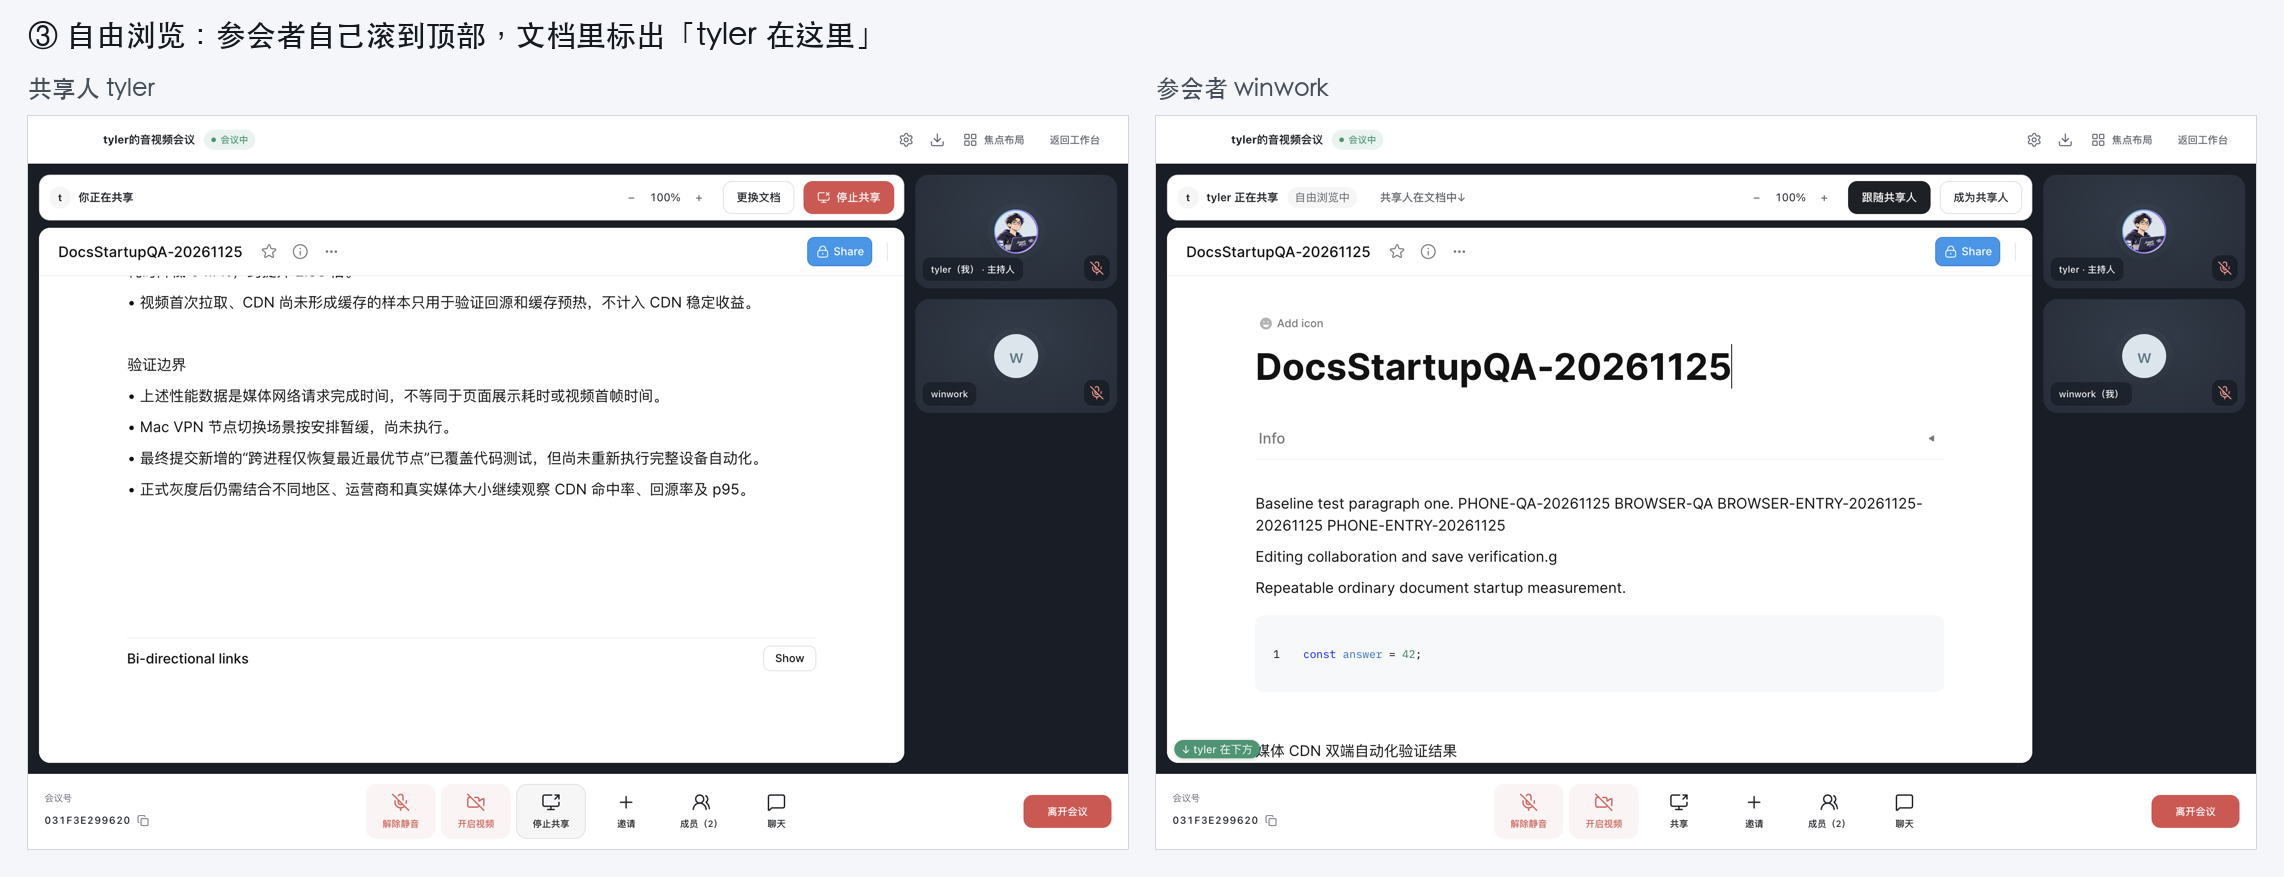 ③ 自由浏览：参会者自己滚到顶部，文档里标出「tyler 在这里」
共享人 tyler
tyler的音视频会议
会议中
焦点布局
返回工作台
t
你正在共享
− 100% +
更换文档
停止共享
DocsStartupQA-20261125
Share
• 视频首次拉取、CDN 尚未形成缓存的样本只用于验证回源和缓存预热，不计入 CDN 稳定收益。
验证边界
• 上述性能数据是媒体网络请求完成时间，不等同于页面展示耗时或视频首帧时间。
• Mac VPN 节点切换场景按安排暂缓，尚未执行。
• 最终提交新增的“跨进程仅恢复最近最优节点”已覆盖代码测试，但尚未重新执行完整设备自动化。
• 正式灰度后仍需结合不同地区、运营商和真实媒体大小继续观察 CDN 命中率、回源率及 p95。
Bi-directional links
Show
tyler（我）· 主持人
W
winwork
会议号
031F3E299620
解除静音
开启视频
停止共享
邀请
成员（2）
聊天
离开会议
参会者 winwork
tyler的音视频会议
会议中
焦点布局
返回工作台
t
tyler 正在共享
自由浏览中
共享人在文档中↓
− 100% +
跟随共享人
成为共享人
DocsStartupQA-20261125
Share
Add icon
DocsStartupQA-20261125
Info
Baseline test paragraph one. PHONE-QA-20261125 BROWSER-QA BROWSER-ENTRY-20261125-
20261125 PHONE-ENTRY-20261125
Editing collaboration and save verification.g
Repeatable ordinary document startup measurement.
1 const answer = 42;
↓ tyler 在下方
媒体 CDN 双端自动化验证结果
tyler · 主持人
W
winwork（我）
会议号
031F3E299620
解除静音
开启视频
共享
邀请
成员（2）
聊天
离开会议